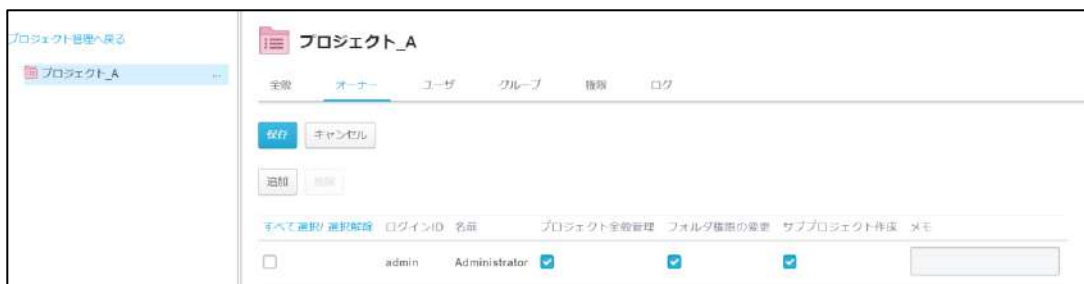 プロジェクト管理へ戻る
プロジェクト_A
...
プロジェクト_A
全般 オーナー ユーザ グループ 権限 ログ
保存 キャンセル
追加 削除
すべて選択/ 選択解除 ログインID 名前 プロジェクト全般管理 フォルダ権限の変更 サブプロジェクト作成 メモ
admin Administrator